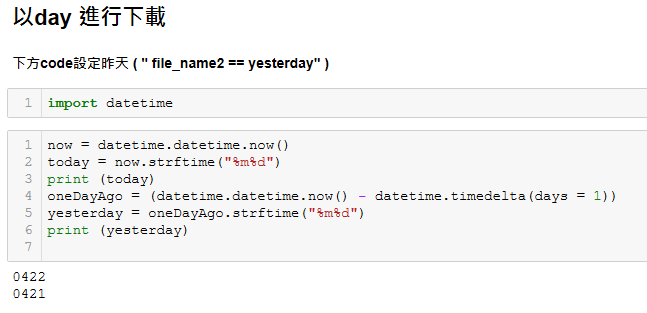 以day 進行下載
下方code設定昨天 ( " file_name2 == yesterday" )
1 import datetime
1 now = datetime.datetime.now()
2 today = now.strftime("%m%d")
3 print (today)
4 oneDayAgo = (datetime.datetime.now() - datetime.timedelta(days = 1))
5 yesterday = oneDayAgo.strftime("%m%d")
6 print (yesterday)
7
0422
0421